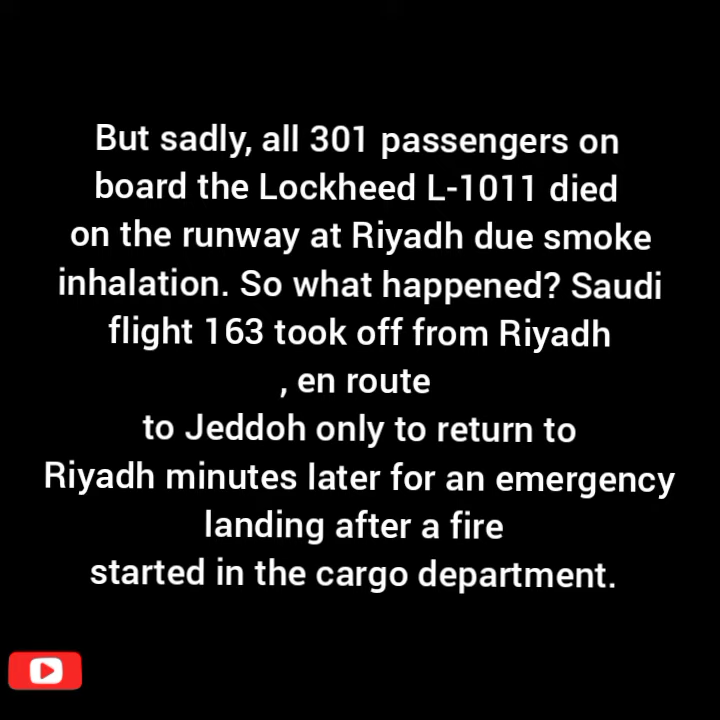 But sadly, all 301 passengers on
board the Lockheed L-1011 died
on the runway at Riyadh due smoke
inhalation. So what happened? Saudi
flight 163 took off from Riyadh
, en route
to Jeddoh only to return to
Riyadh minutes later for an emergency
landing after a fire
started in the cargo department.